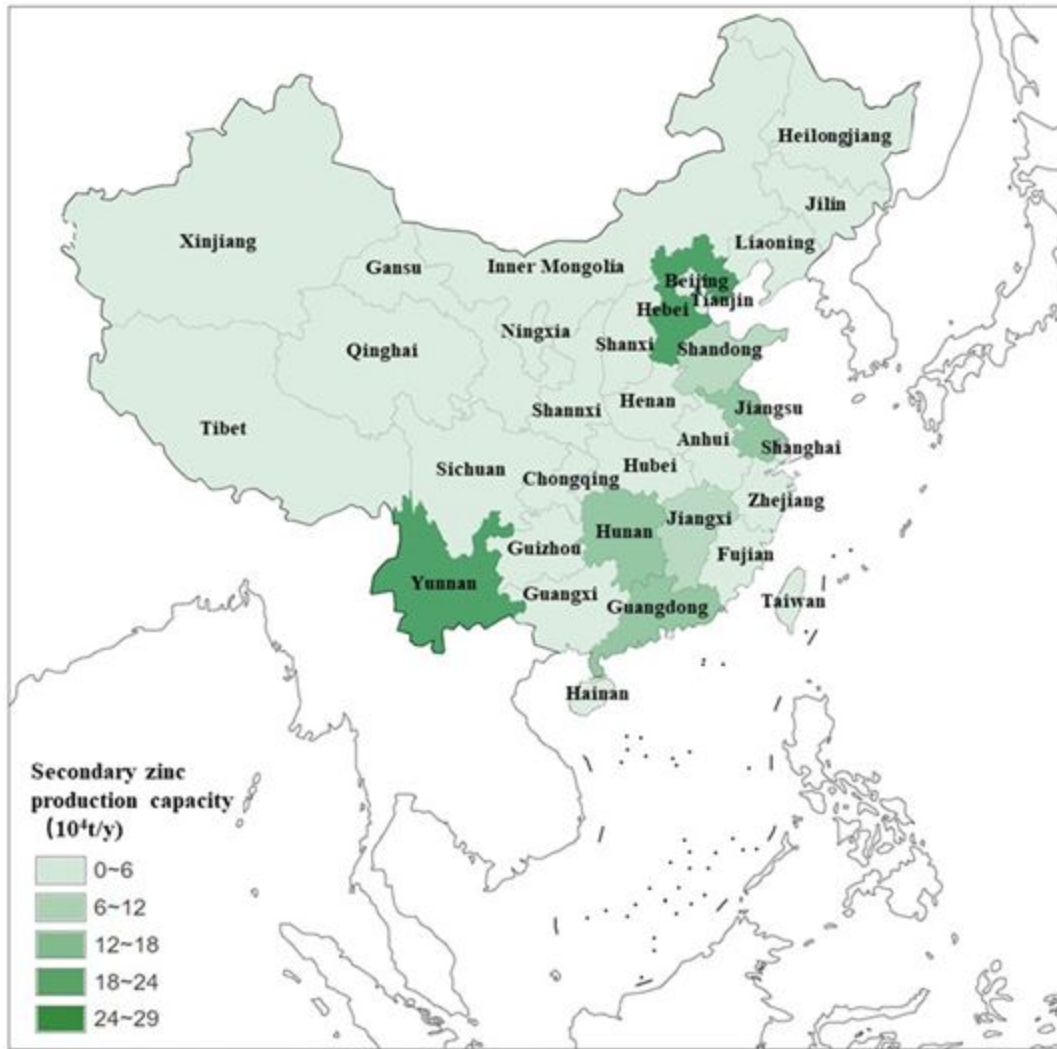 Heilongjiang
Jilin
Liaoning
Xinjiang
Gansu
Inner Mongolia
Beijing
Tianjin
Hebei
Ningxia
Shanxi
Shandong
Qinghai
Shannxi
Henan
Jiangsu
Tibet
Anhui
Shanghai
Sichuan
Chongqing
Hubei
Zhejiang
Hunan
Jiangxi
Guizhou
Fujian
Yunnan
Guangxi
Guangdong
Taiwan
Hainan
Secondary zinc
production capacity
(10⁴t/y)
0~6
6~12
12~18
18~24
24~29